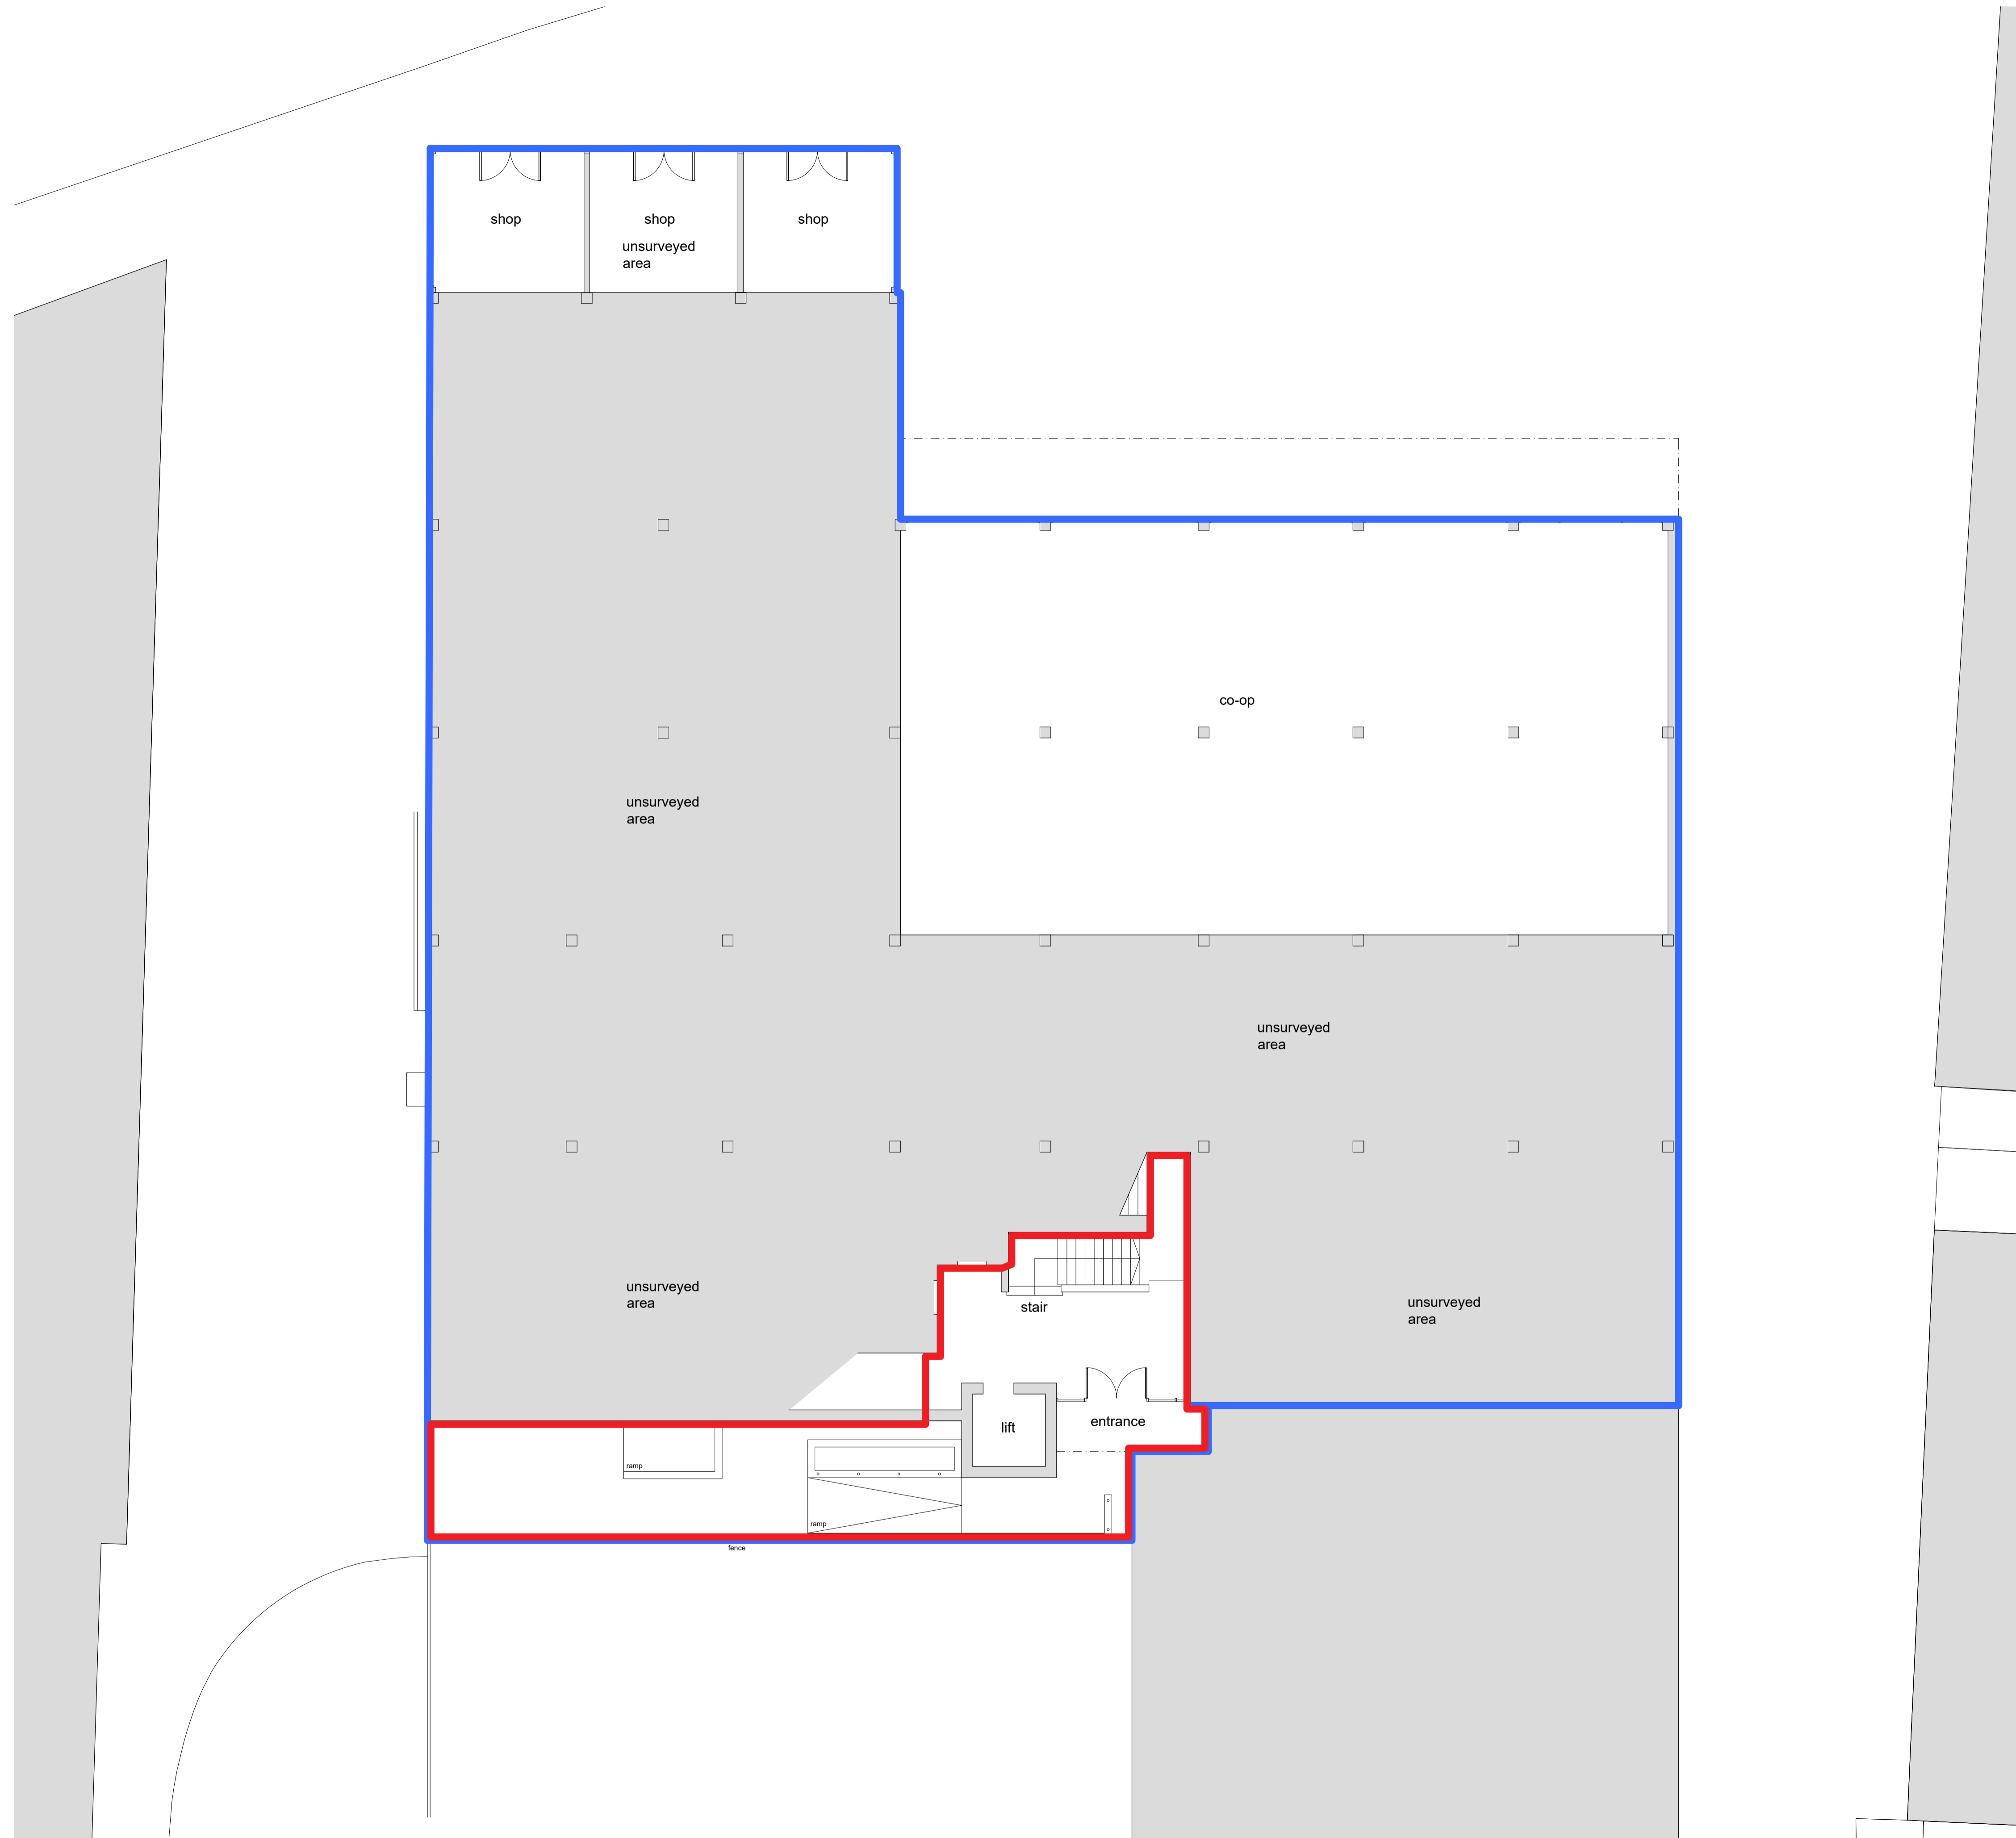 shop
shop
shop
unsurveyed
area
co-op
unsurveyed
area
unsurveyed
area
unsurveyed
area
unsurveyed
area
stair
lift
entrance
ramp
ramp
fence